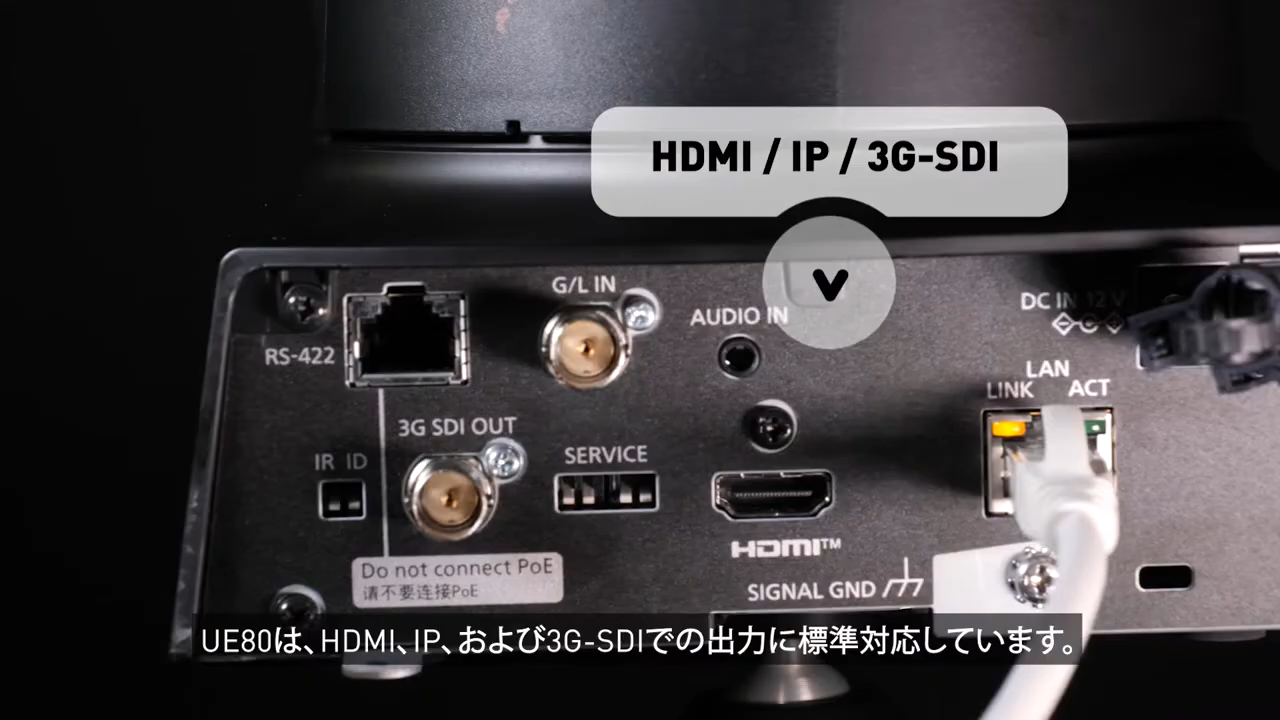 HDMI / IP / 3G-SDI
G/L IN
AUDIO IN
DC IN 12V
RS-422
LAN
LINK ACT
3G SDI OUT
IR ID
SERVICE
HDMI™
Do not connect PoE
请不要连接PoE
SIGNAL GND
UE80は、HDMI、IP、および3G-SDIでの出力に標準対応しています。